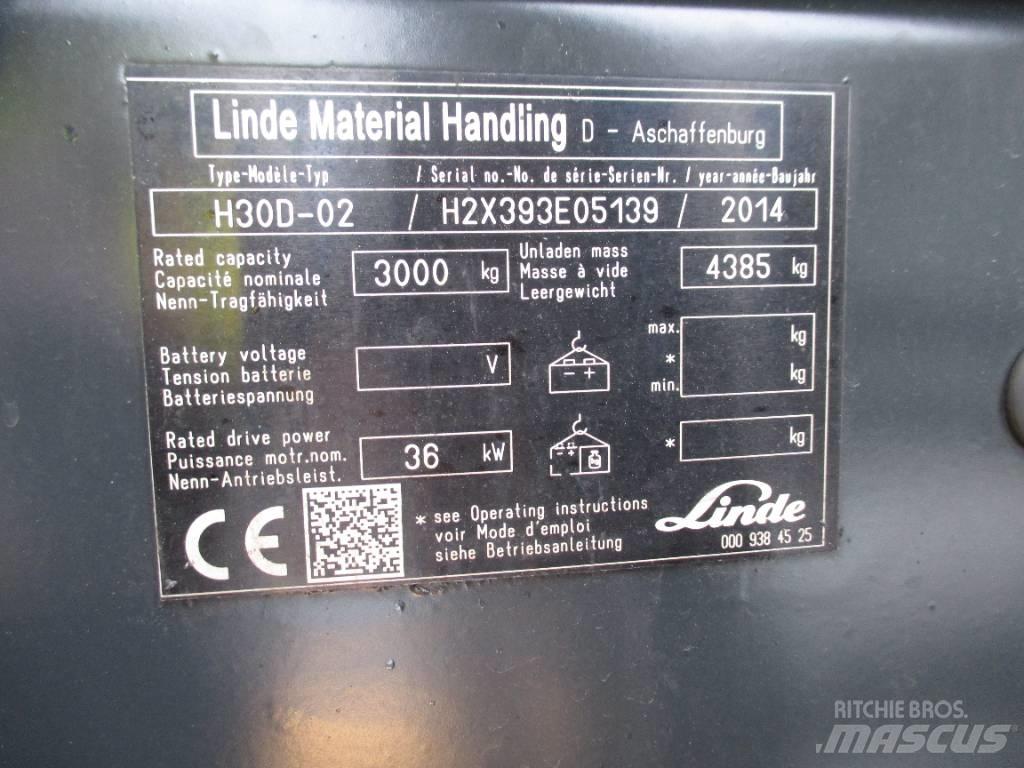 Linde Material Handling D - Aschaffenburg
Type-Modèle-Typ / Serial no.-No. de série-Serien-Nr. / year-année-Baujahr
H30D-02 / H2X393E05139 / 2014
Rated capacity
Capacité nominale
Nenn-Tragfähigkeit
3000 kg
Unladen mass
Masse à vide
Leergewicht
4385 kg
Battery voltage
Tension batterie
Batteriespannung
V
- +
max. kg
*
min. kg
Rated drive power
Puissance motr.nom.
Nenn-Antriebsleist.
36 kW
- +
* kg
CE
* see Operating instructions
voir Mode d'emploi
siehe Betriebsanleitung
Linde
000 938 45 25
RITCHIE BROS.
MASCUS